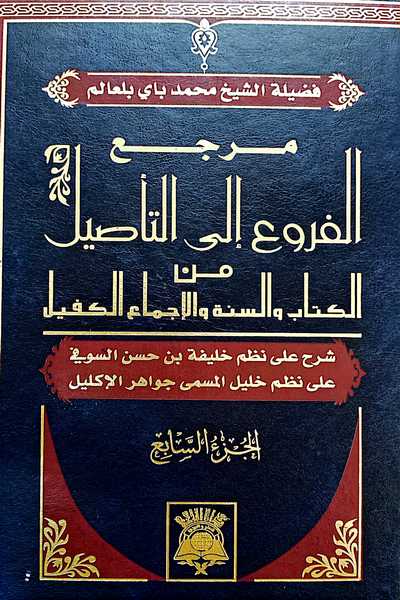 فضيلة الشيخ محمد باي بلعالم
مرجع
الفروع إلى التأصيل
من
الكتاب والسنة والإجماع الكفيل
شرح على نظم خليفة بن حسن السوفي
على نظم خليل المسمى جواهر الإكليل
الجزء السابع